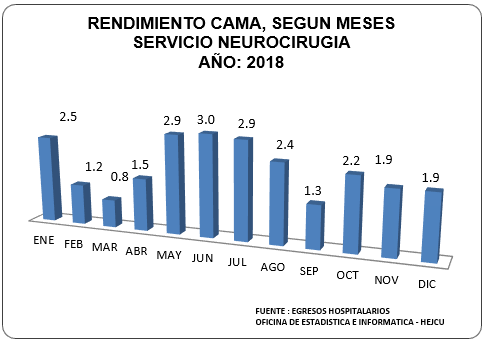 RENDIMIENTO CAMA, SEGUN MESES
SERVICIO NEUROCIRUGIA
AÑO: 2018
2.5
1.2
0.8
1.5
2.9
3.0
2.9
2.4
1.3
2.2
1.9
1.9
ENE
FEB
MAR
ABR
MAY
JUN
JUL
AGO
SEP
OCT
NOV
DIC
FUENTE : EGRESOS HOSPITALARIOS
OFICINA DE ESTADISTICA E INFORMATICA - HEJCU